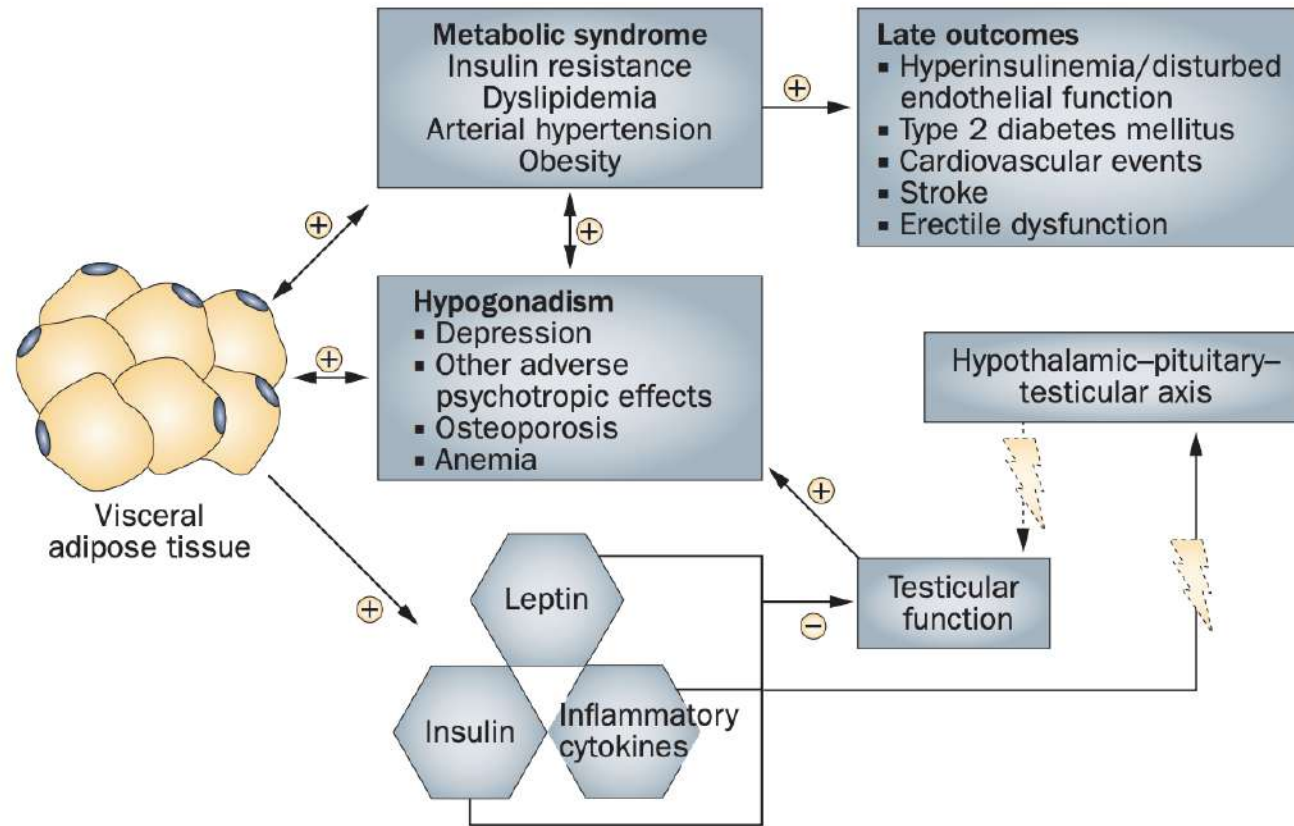 Metabolic syndrome
Insulin resistance
Dyslipidemia
Arterial hypertension
Obesity
+
Late outcomes
▪ Hyperinsulinemia/disturbed
endothelial function
▪ Type 2 diabetes mellitus
▪ Cardiovascular events
▪ Stroke
▪ Erectile dysfunction
+
+
Hypogonadism
▪ Depression
▪ Other adverse
psychotropic effects
▪ Osteoporosis
▪ Anemia
+
Hypothalamic–pituitary–
testicular axis
Visceral
adipose tissue
+
+
Leptin
Insulin
Inflammatory
cytokines
−
Testicular
function